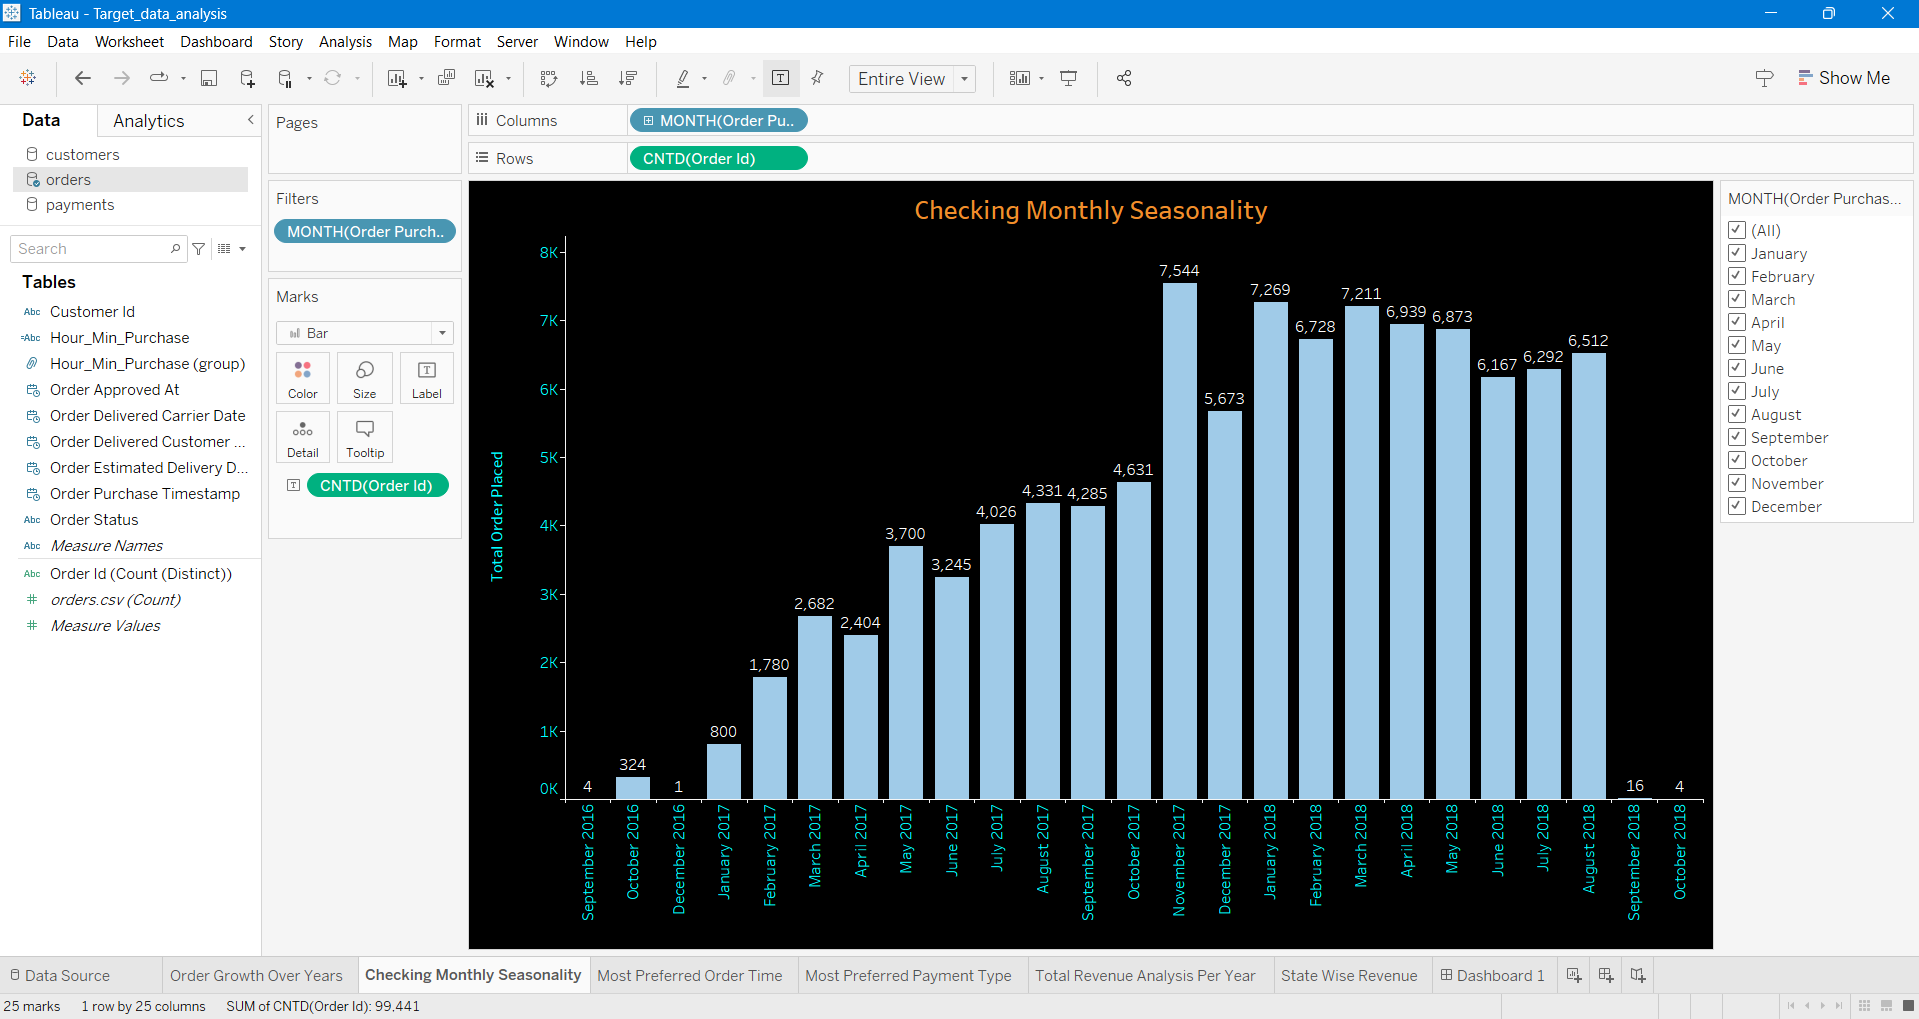 Tableau - Target_data_analysis
File Data Worksheet Dashboard Story Analysis Map Format Server Window Help
Entire View
Show Me
Data
Analytics
customers
orders
payments
Search
Tables
Abc Customer Id
=Abc Hour_Min_Purchase
Hour_Min_Purchase (group)
Order Approved At
Order Delivered Carrier Date
Order Delivered Customer ...
Order Estimated Delivery D...
Order Purchase Timestamp
Abc Order Status
Abc Measure Names
Abc Order Id (Count (Distinct))
# orders.csv (Count)
# Measure Values
Pages
Filters
MONTH(Order Purch..
Marks
Bar
Color Size Label
Detail Tooltip
CNTD(Order Id)
Columns
MONTH(Order Pu..
Rows
CNTD(Order Id)
Checking Monthly Seasonality
Total Order Placed
8K
7K
6K
5K
4K
3K
2K
1K
0K
4
324
1
800
1,780
2,682
2,404
3,700
3,245
4,026
4,331
4,285
4,631
7,544
5,673
7,269
6,728
7,211
6,939
6,873
6,167
6,292
6,512
16
4
September 2016
October 2016
December 2016
January 2017
February 2017
March 2017
April 2017
May 2017
June 2017
July 2017
August 2017
September 2017
October 2017
November 2017
December 2017
January 2018
February 2018
March 2018
April 2018
May 2018
June 2018
July 2018
August 2018
September 2018
October 2018
MONTH(Order Purchas...
(All)
January
February
March
April
May
June
July
August
September
October
November
December
Data Source Order Growth Over Years Checking Monthly Seasonality Most Preferred Order Time Most Preferred Payment Type Total Revenue Analysis Per Year State Wise Revenue Dashboard 1
25 marks 1 row by 25 columns SUM of CNTD(Order Id): 99,441